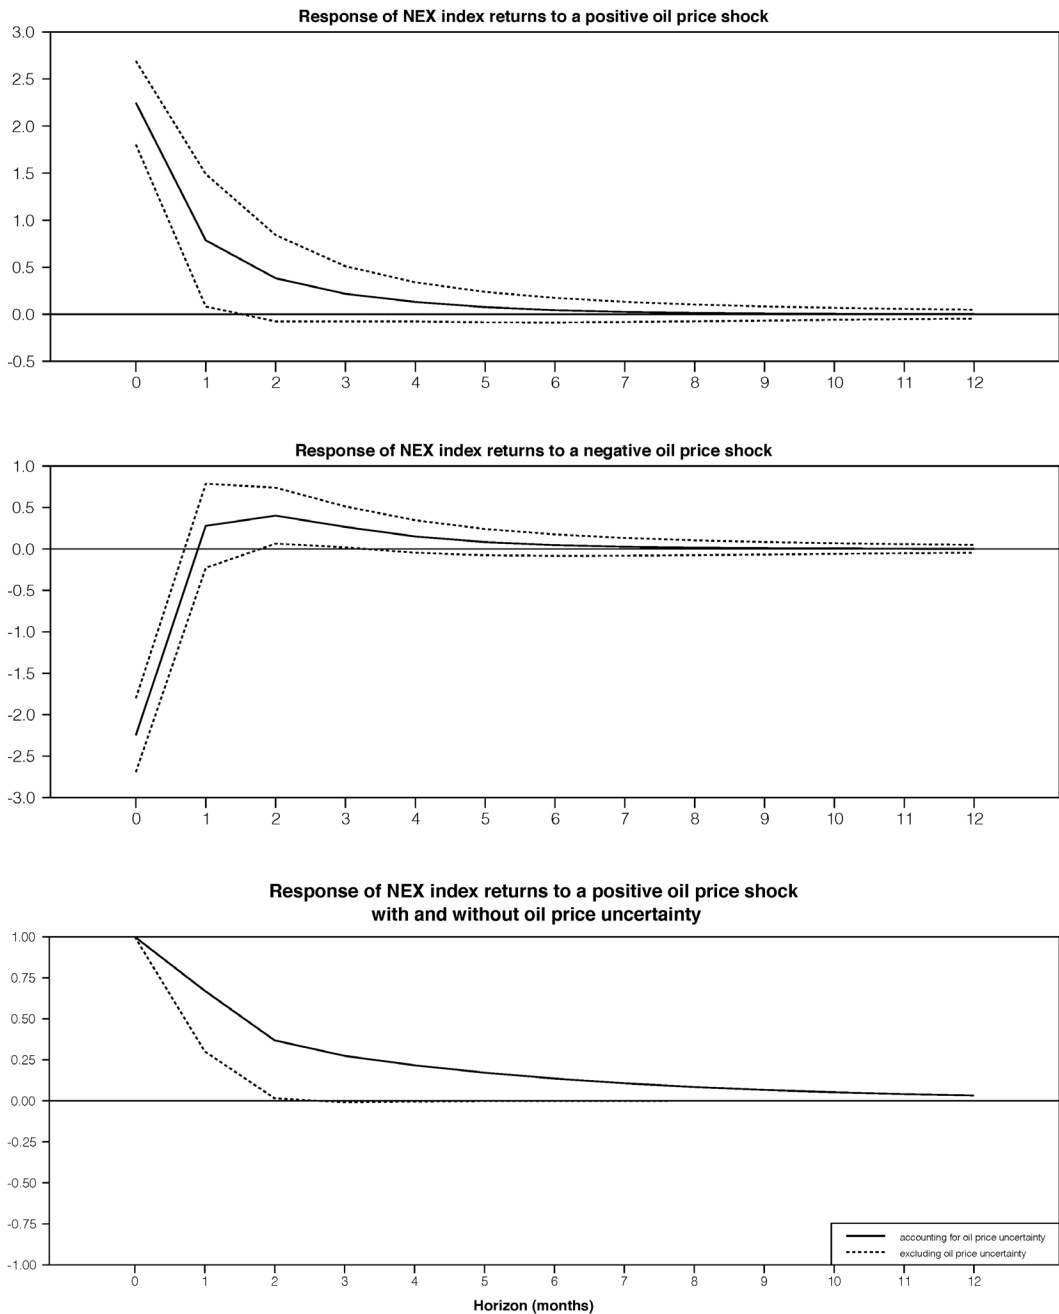 Response of NEX index returns to a positive oil price shock
3.0
2.5
2.0
1.5
1.0
0.5
0.0
-0.5
0 1 2 3 4 5 6 7 8 9 10 11 12
Response of NEX index returns to a negative oil price shock
1.0
0.5
0.0
-0.5
-1.0
-1.5
-2.0
-2.5
-3.0
0 1 2 3 4 5 6 7 8 9 10 11 12
Response of NEX index returns to a positive oil price shock
with and without oil price uncertainty
1.00
0.75
0.50
0.25
0.00
-0.25
-0.50
-0.75
-1.00
accounting for oil price uncertainty
excluding oil price uncertainty
0 1 2 3 4 5 6 7 8 9 10 11 12
Horizon (months)